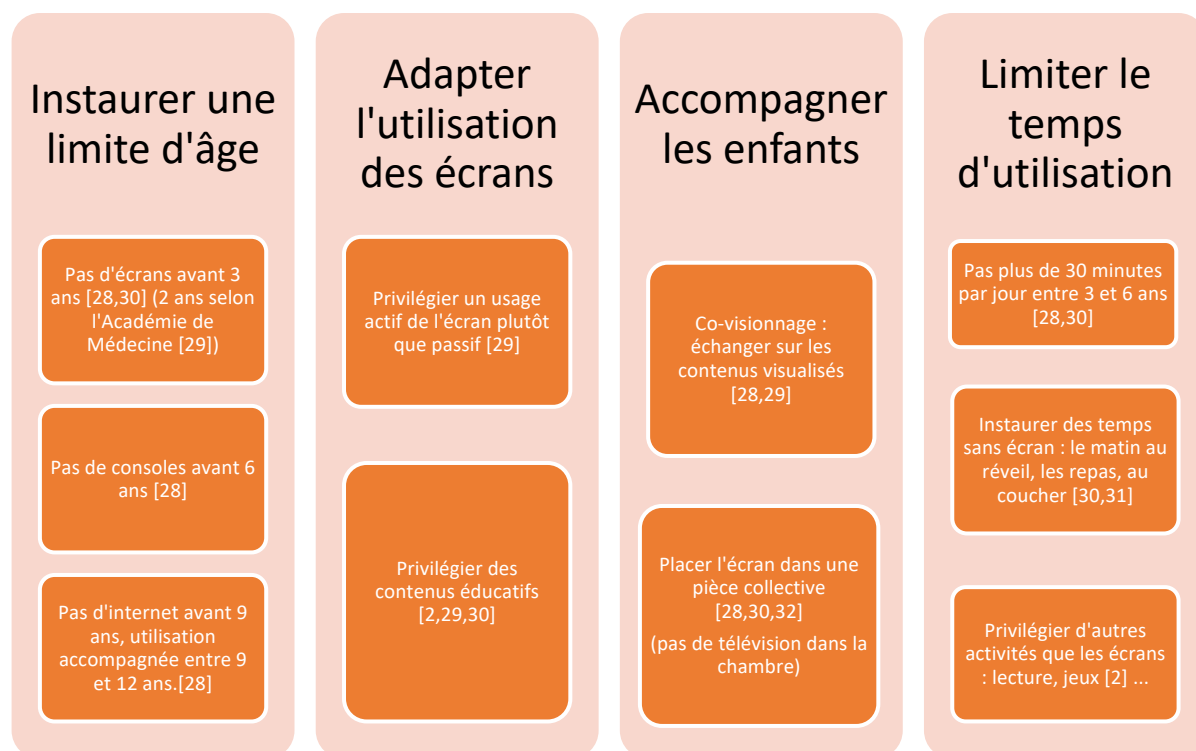 Instaurer une
limite d'âge
Pas d'écrans avant 3
ans [28,30] (2 ans selon
l'Académie de
Médecine [29])
Pas de consoles avant 6
ans [28]
Pas d'internet avant 9
ans, utilisation
accompagnée entre 9
et 12 ans.[28]
Adapter
l'utilisation
des écrans
Privilégier un usage
actif de l'écran plutôt
que passif [29]
Privilégier des
contenus éducatifs
[2,29,30]
Accompagner
les enfants
Co-visionnage :
échanger sur les
contenus visualisés
[28,29]
Placer l'écran dans une
pièce collective
[28,30,32]
(pas de télévision dans la
chambre)
Limiter le
temps
d'utilisation
Pas plus de 30 minutes
par jour entre 3 et 6 ans
[28,30]
Instaurer des temps
sans écran : le matin au
réveil, les repas, au
coucher [30,31]
Privilégier d'autres
activités que les écrans
: lecture, jeux [2] ...